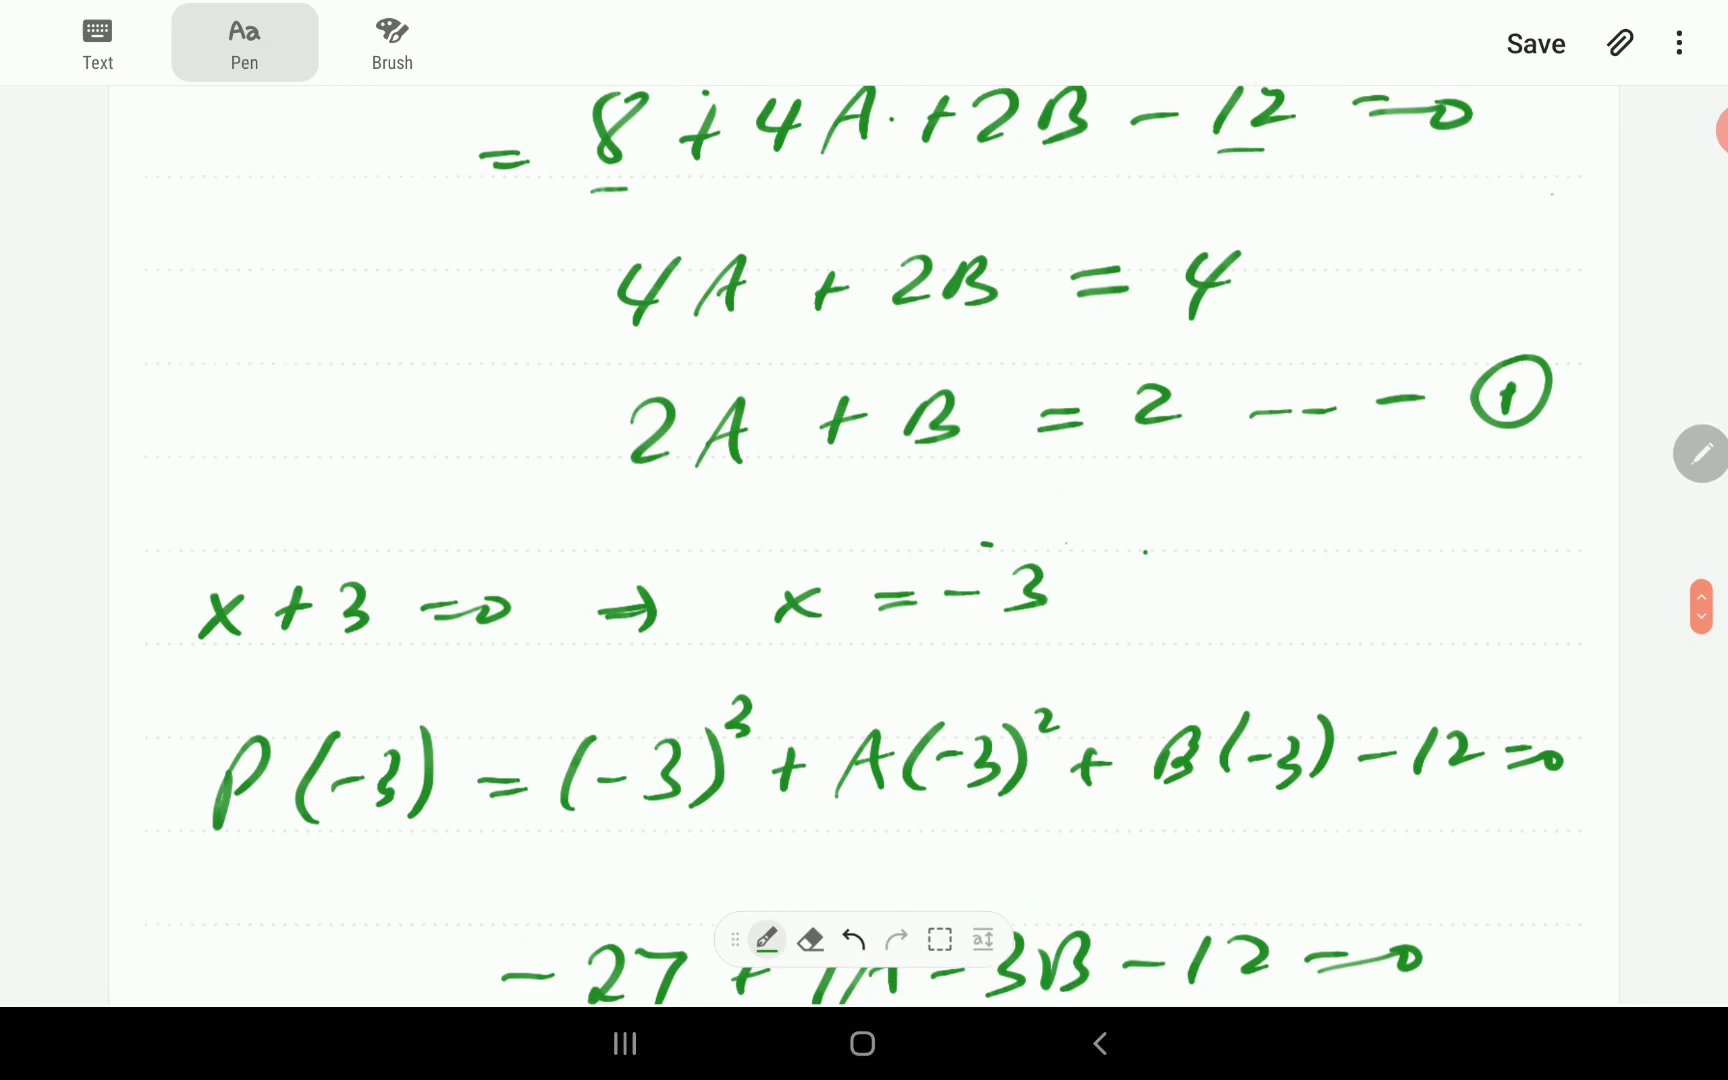 Text
Pen
Brush
Save
= 8 + 4A + 2B - 12 = 0
4A + 2B = 4
2A + B = 2 --- ①
x + 3 = 0 → x = -3
P(-3) = (-3)³ + A(-3)² + B(-3) - 12 = 0
- 27 + 9A - 3B - 12 = 0